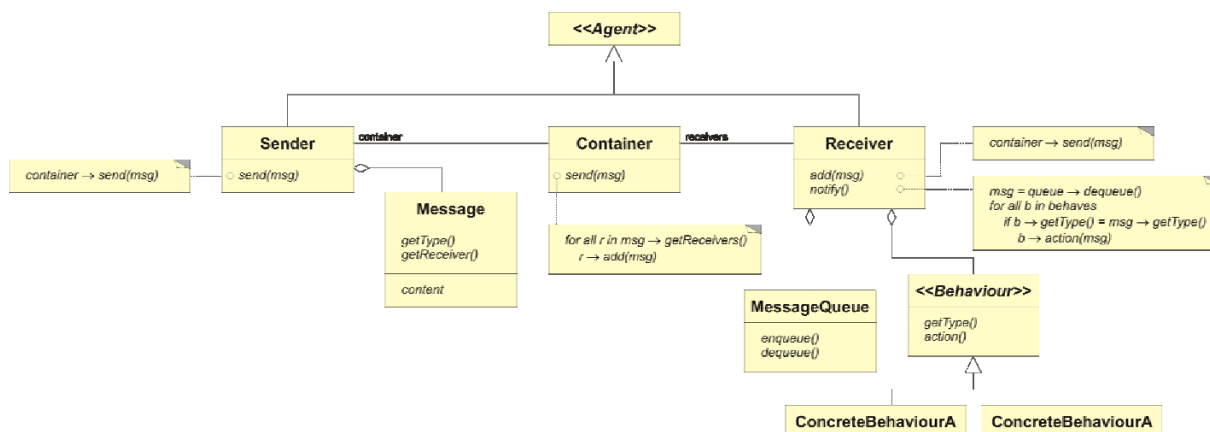 <<Agent>>
Sender
container
Container
receivers
Receiver
container → send(msg)
send(msg)
send(msg)
add(msg)
notify()
container → send(msg)
msg = queue → dequeue()
for all b in behaves
if b → getType() = msg → getType()
b → action(msg)
Message
getType()
getReceiver()
content
for all r in msg → getReceivers()
r → add(msg)
MessageQueue
enqueue()
dequeue()
<<Behaviour>>
getType()
action()
ConcreteBehaviourA
ConcreteBehaviourA